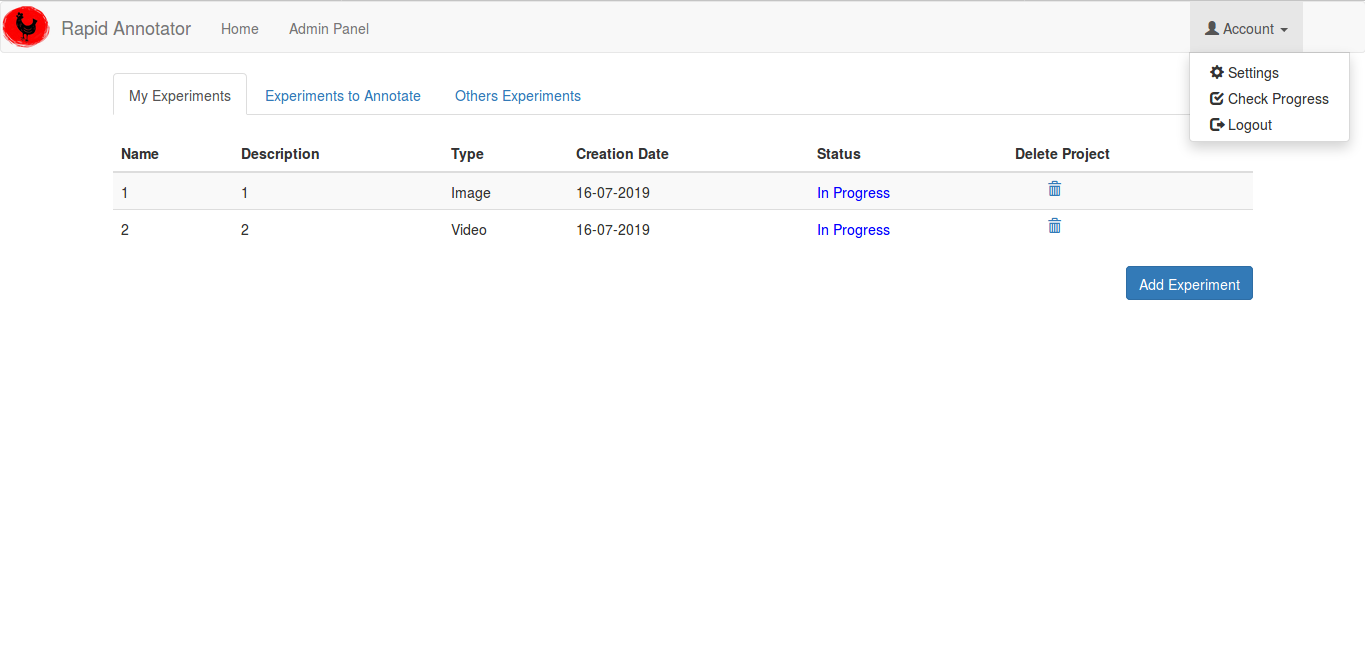 Rapid Annotator Home Admin Panel Account
Settings
Check Progress
Logout
My Experiments Experiments to Annotate Others Experiments
Name Description Type Creation Date Status Delete Project
1 1 Image 16-07-2019 In Progress
2 2 Video 16-07-2019 In Progress
Add Experiment